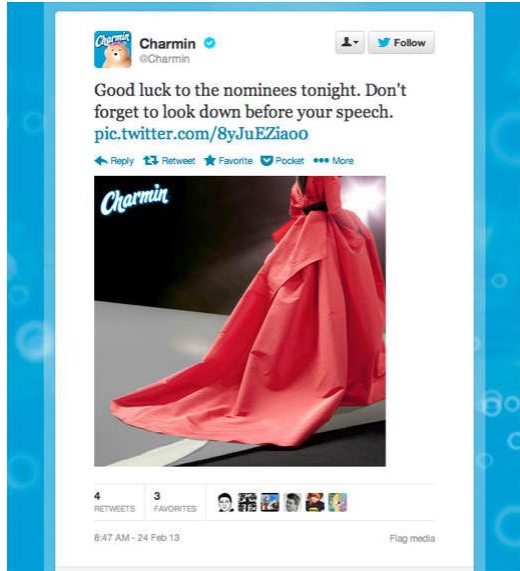 Charmin
Charmin
@Charmin
Follow
Good luck to the nominees tonight. Don't
forget to look down before your speech.
pic.twitter.com/8yJuEZiaoo
Reply Retweet Favorite Pocket More
Charmin
4
RETWEETS
3
FAVORITES
8:47 AM - 24 Feb 13
Flag media